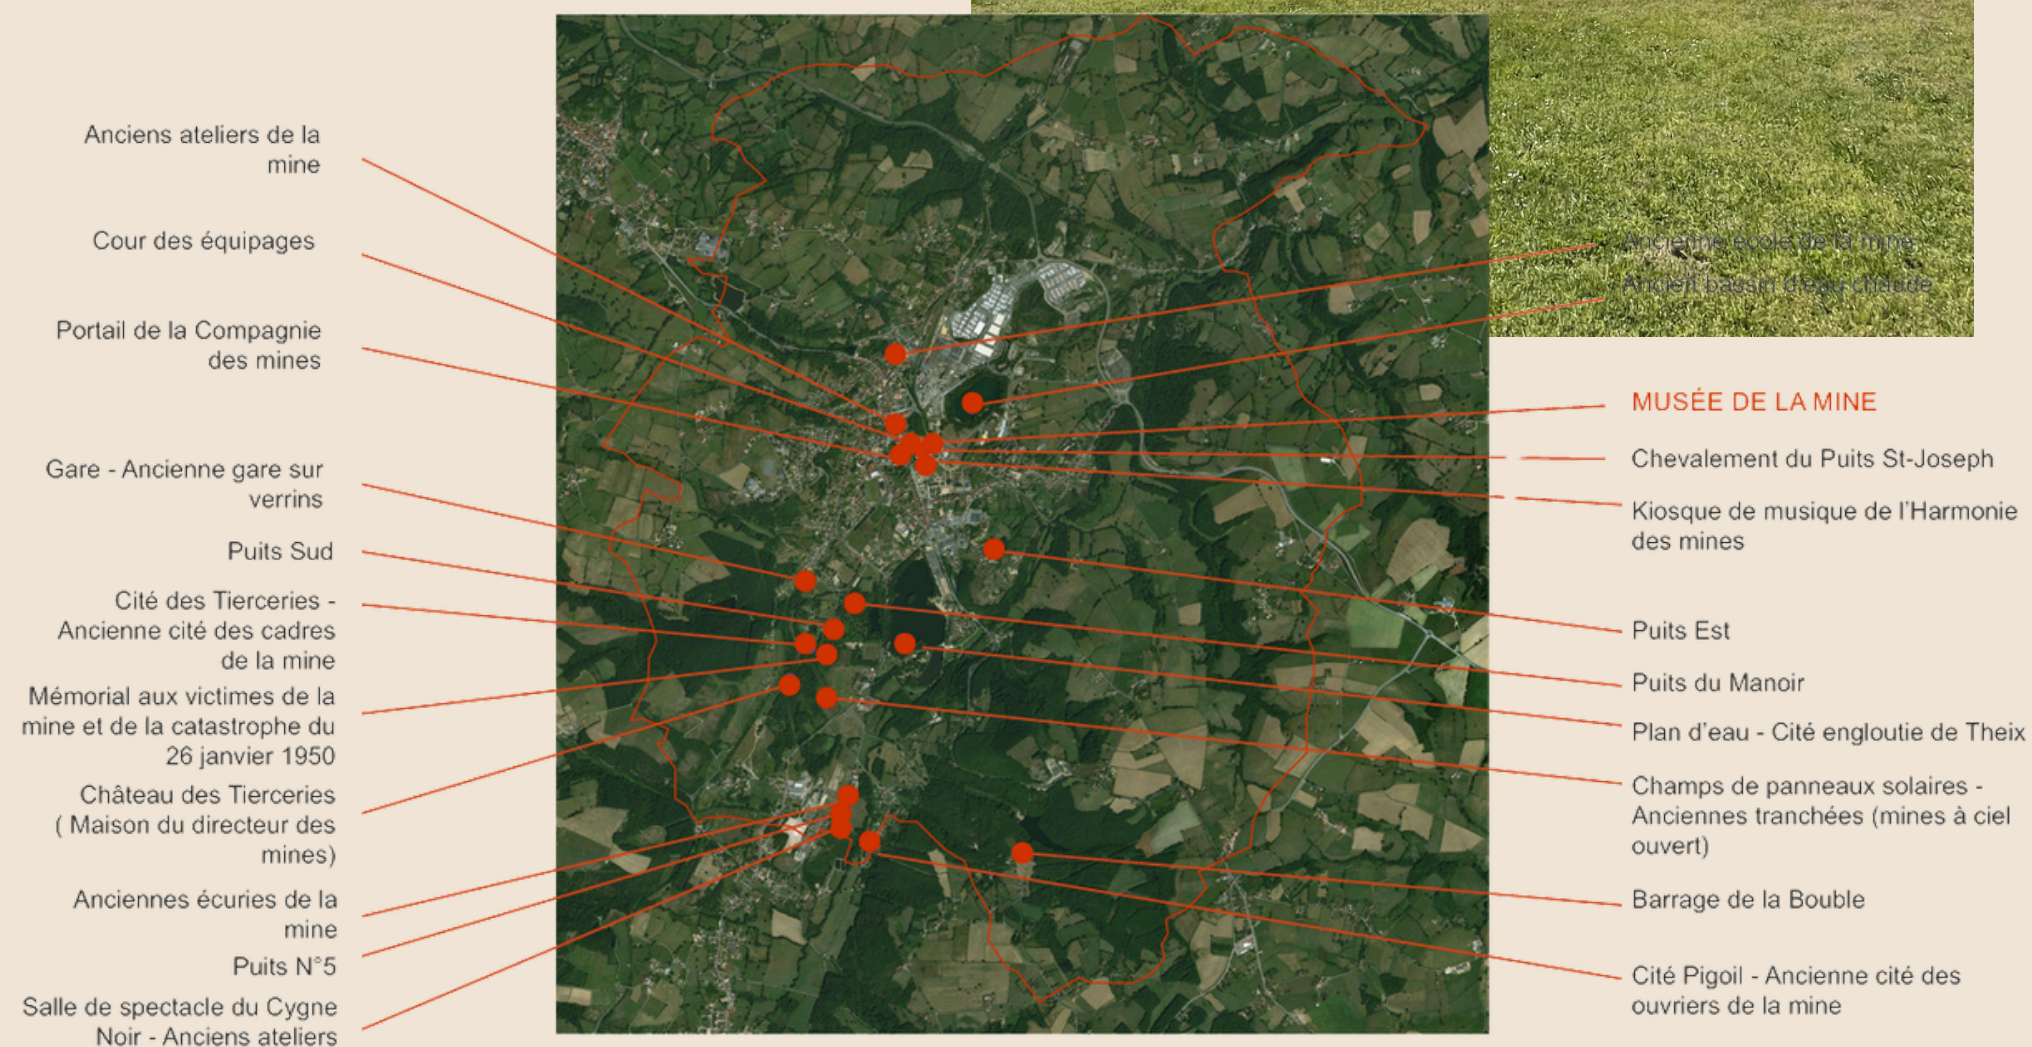 Anciens ateliers de la
mine
Cour des équipages
Portail de la Compagnie
des mines
Gare - Ancienne gare sur
verrins
Puits Sud
Cité des Tierceries -
Ancienne cité des cadres
de la mine
Mémorial aux victimes de la
mine et de la catastrophe du
26 janvier 1950
Château des Tierceries
( Maison du directeur des
mines)
Anciennes écuries de la
mine
Puits N°5
Salle de spectacle du Cygne
Noir - Anciens ateliers
Ancienne école de la mine
Ancien bassin d'eau chaude
MUSÉE DE LA MINE
Chevalement du Puits St-Joseph
Kiosque de musique de l'Harmonie
des mines
Puits Est
Puits du Manoir
Plan d'eau - Cité engloutie de Theix
Champs de panneaux solaires -
Anciennes tranchées (mines à ciel
ouvert)
Barrage de la Bouble
Cité Pigoil - Ancienne cité des
ouvriers de la mine